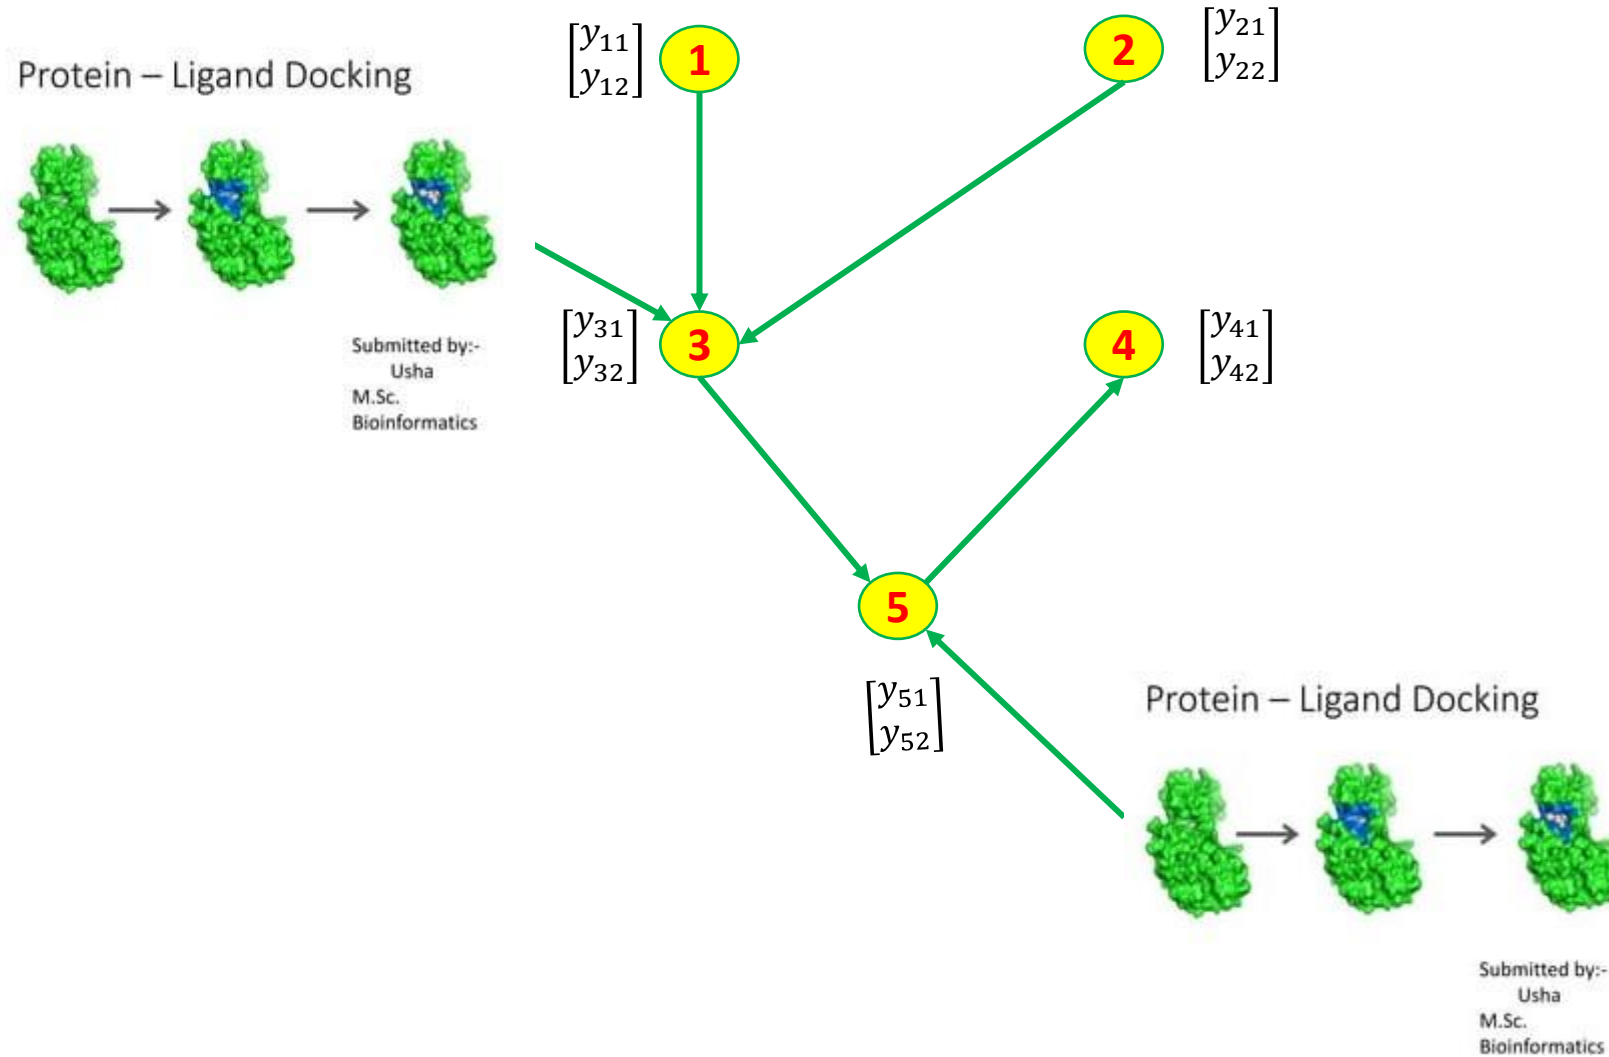 Protein – Ligand Docking
Submitted by:-
Usha
M.Sc.
Bioinformatics
[y₁₁
y₁₂]
1
2
[y₂₁
y₂₂]
[y₃₁
y₃₂]
3
4
[y₄₁
y₄₂]
5
[y₅₁
y₅₂]
Protein – Ligand Docking
Submitted by:-
Usha
M.Sc.
Bioinformatics